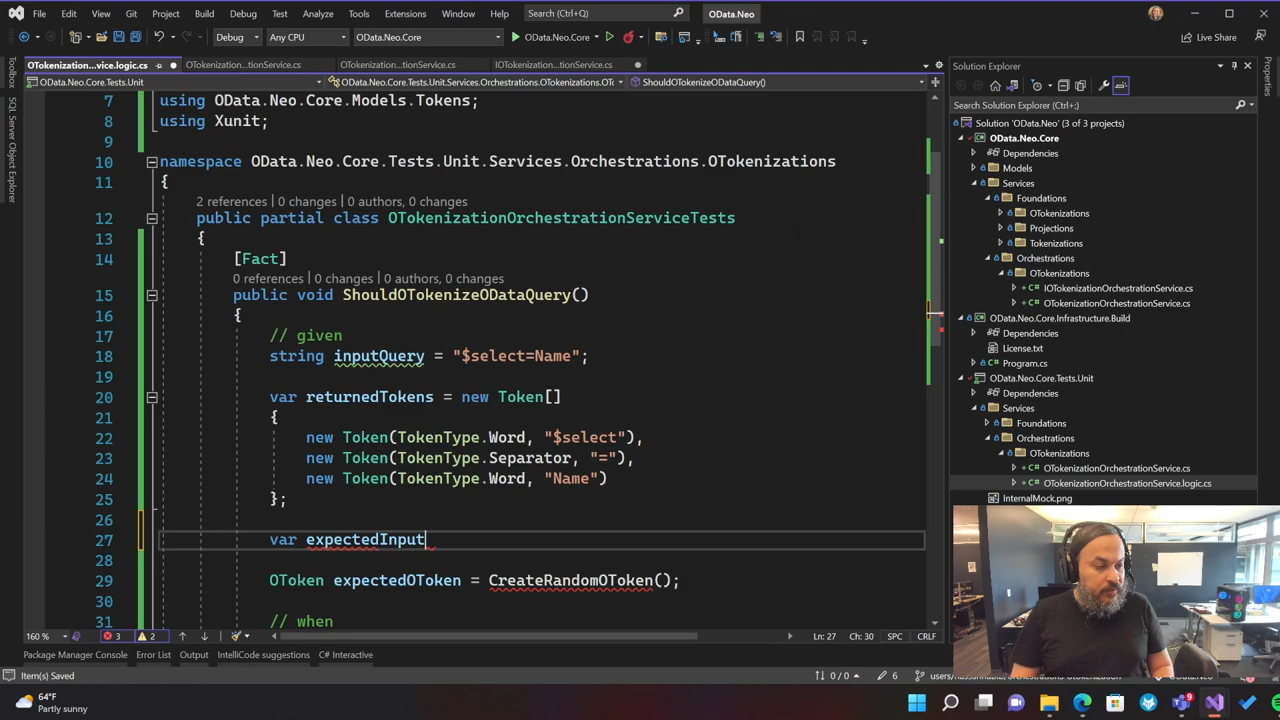 File Edit View Git Project Build Debug Test Analyze Tools Extensions Window Help Search (Ctrl+Q) OData.Neo
Debug Any CPU OData.Neo.Core OData.Neo.Core Live Share
OTokenization...vice.logic.cs OTokenizationOr...tionService.cs OTokenizationO...tionService.cs IOTokenizationO...tionService.cs
OData.Neo.Core.Tests.Unit OData.Neo.Core.Tests.Unit.Services.Orchestrations.OTokenizations.OTc ShouldOTokenizeODataQuery()
Toolbox
SQL Server Object Explorer
7 using OData.Neo.Core.Models.Tokens;
8 using Xunit;
9
10 namespace OData.Neo.Core.Tests.Unit.Services.Orchestrations.OTokenizations
11 {
2 references | 0 changes | 0 authors, 0 changes
12 public partial class OTokenizationOrchestrationServiceTests
13 {
14 [Fact]
0 references | 0 changes | 0 authors, 0 changes
15 public void ShouldOTokenizeODataQuery()
16 {
17 // given
18 string inputQuery = "$select=Name";
19
20 var returnedTokens = new Token[]
21 {
22 new Token(TokenType.Word, "$select"),
23 new Token(TokenType.Separator, "="),
24 new Token(TokenType.Word, "Name")
25 };
26
27 var expectedInput
28
29 OToken expectedOToken = CreateRandomOToken();
30
31 // when
160 % 3 2 Ln: 27 Ch: 30 SPC CRLF
Package Manager Console Error List Output IntelliCode suggestions C# Interactive
Item(s) Saved 0 / 0 6
Solution Explorer
Search Solution Explorer (Ctrl+;)
Solution 'OData.Neo' (3 of 3 projects)
OData.Neo.Core
Dependencies
Models
Services
Foundations
OTokenizations
Projections
Tokenizations
Orchestrations
OTokenizations
IOTokenizationOrchestrationService.cs
OTokenizationOrchestrationService.cs
OData.Neo.Core.Infrastructure.Build
Dependencies
License.txt
Program.cs
OData.Neo.Core.Tests.Unit
Dependencies
Services
Foundations
Orchestrations
OTokenizations
OTokenizationOrchestrationService.cs
OTokenizationOrchestrationService.logic.cs
InternalMock.png
Properties
64°F
Partly sunny